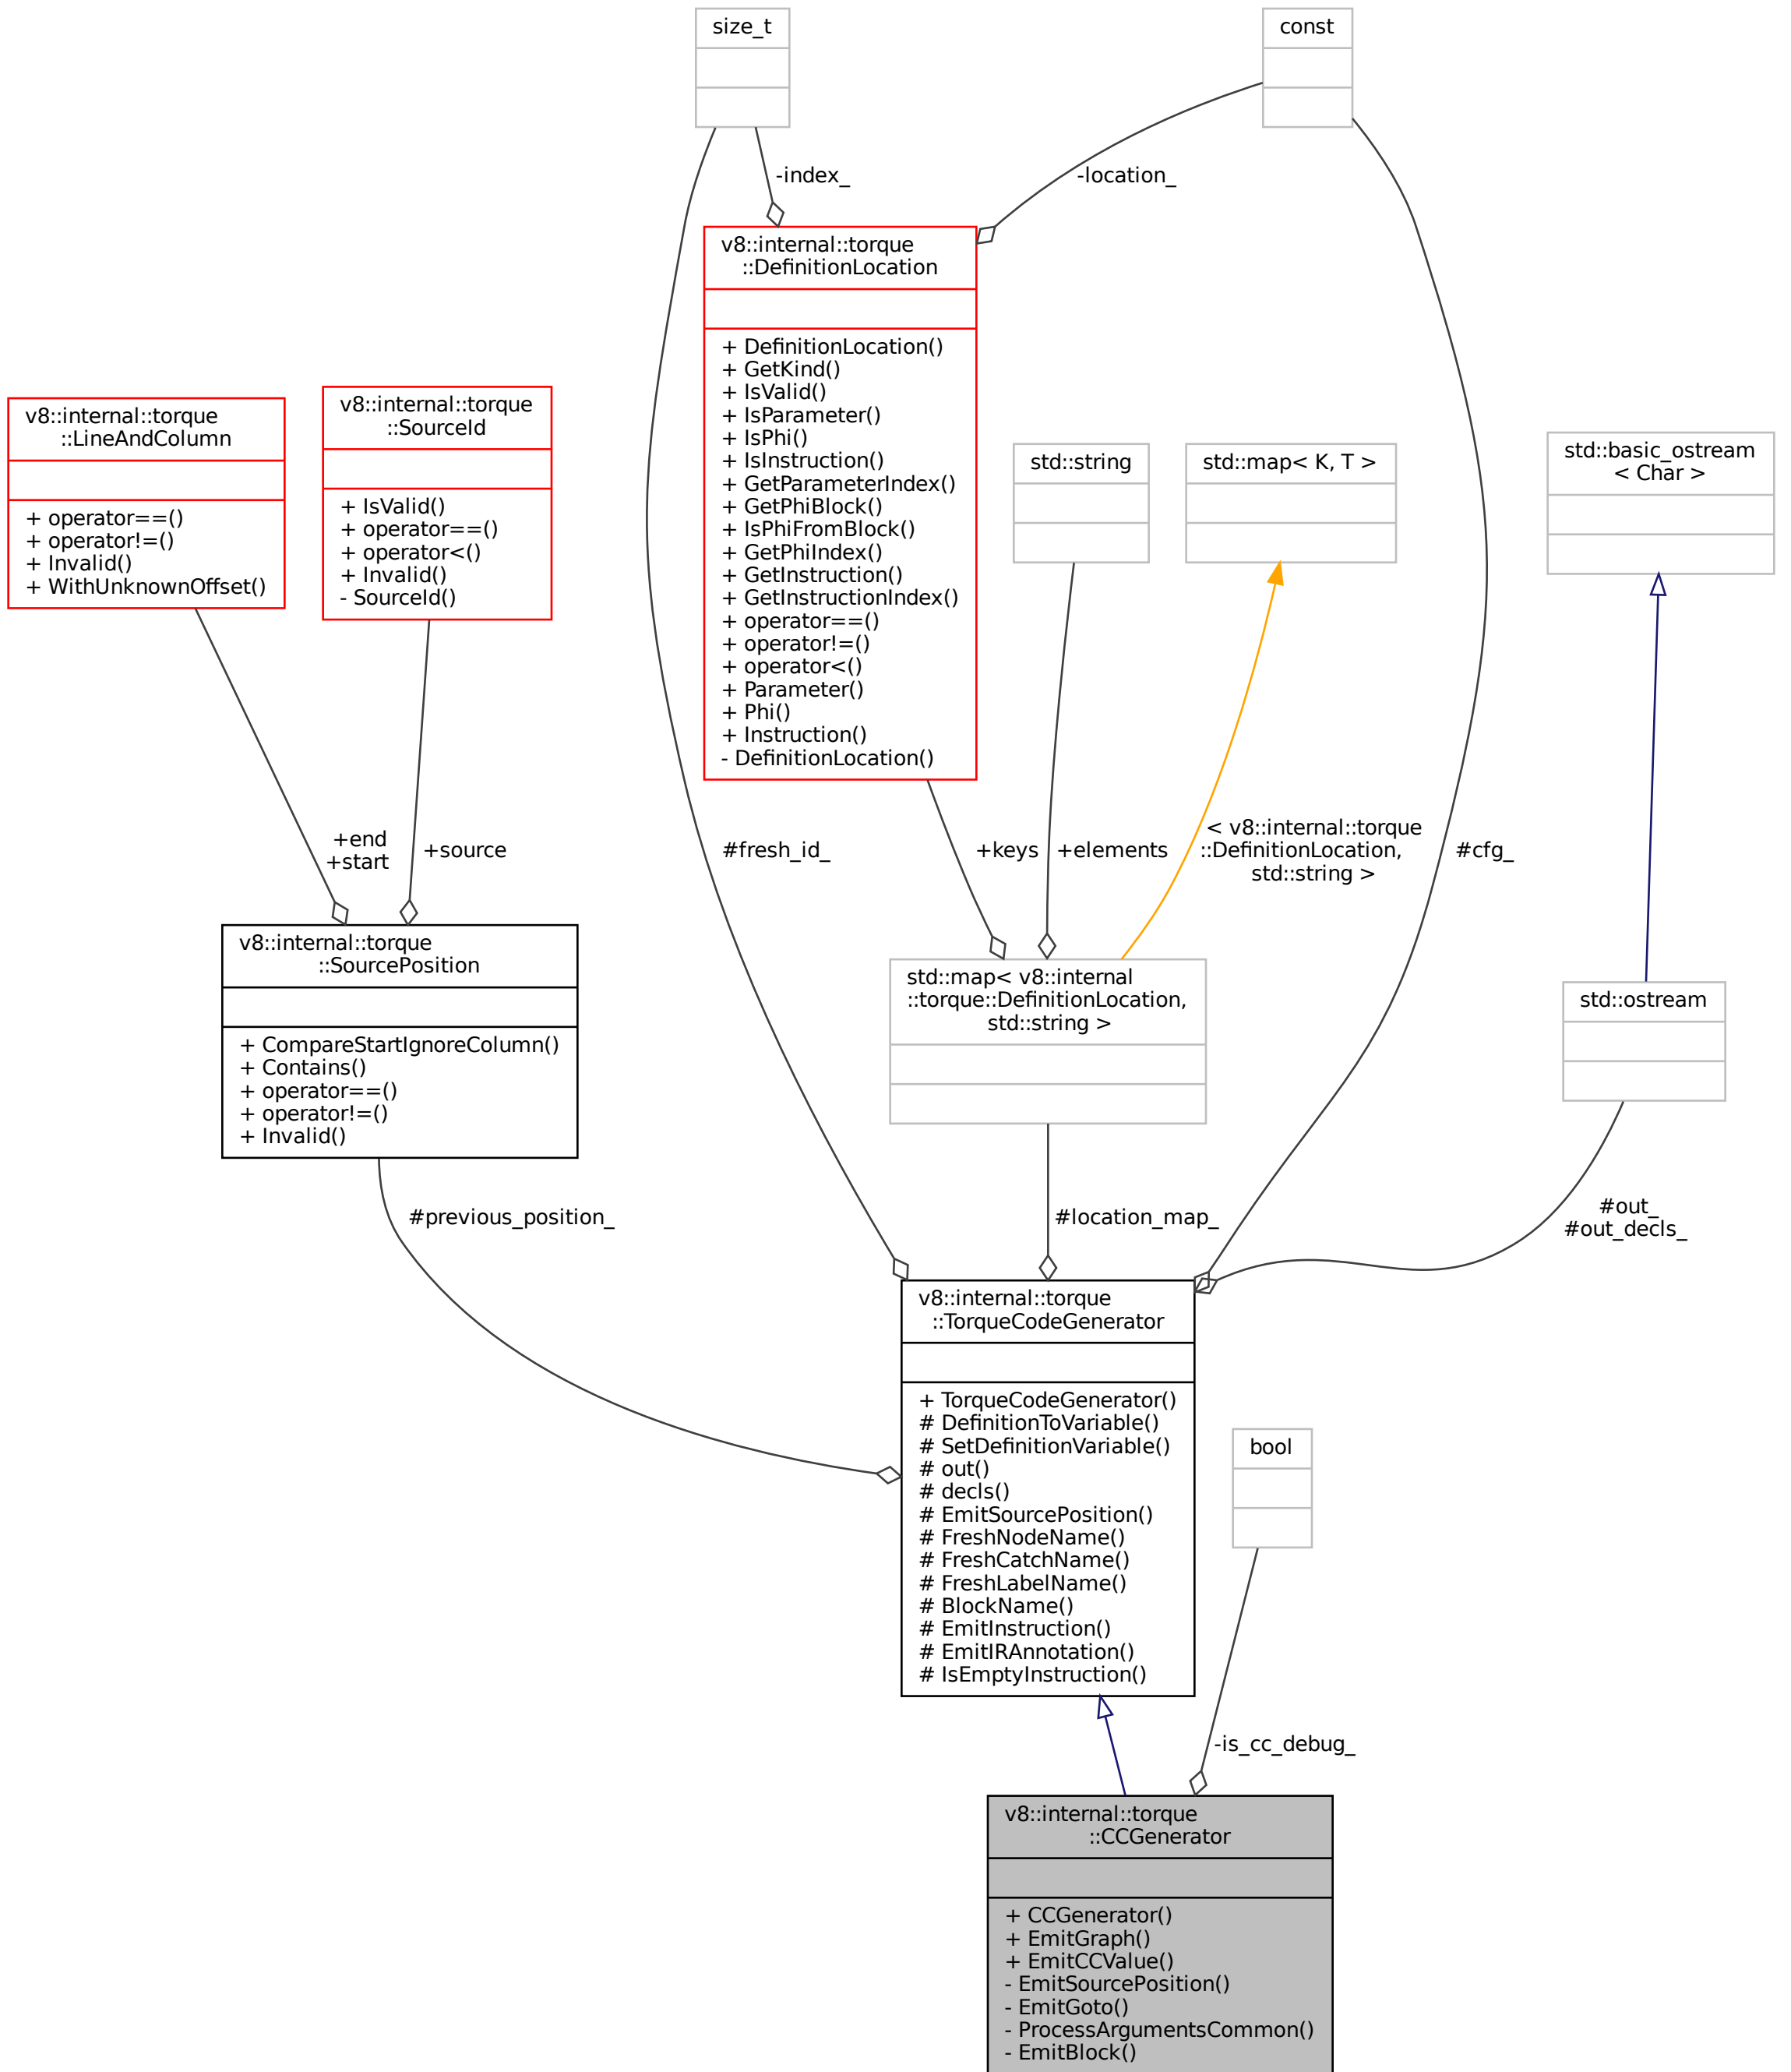 size_t
const
-index_
-location_
v8::internal::torque
::DefinitionLocation
+ DefinitionLocation()
+ GetKind()
+ IsValid()
+ IsParameter()
+ IsPhi()
+ IsInstruction()
+ GetParameterIndex()
+ GetPhiBlock()
+ IsPhiFromBlock()
+ GetPhiIndex()
+ GetInstruction()
+ GetInstructionIndex()
+ operator==()
+ operator!=()
+ operator<()
+ Parameter()
+ Phi()
+ Instruction()
- DefinitionLocation()
v8::internal::torque
::LineAndColumn
+ operator==()
+ operator!=()
+ Invalid()
+ WithUnknownOffset()
v8::internal::torque
::SourceId
+ IsValid()
+ operator==()
+ operator<()
+ Invalid()
- SourceId()
std::string
std::map< K, T >
std::basic_ostream
< Char >
+end
+start
+source
#fresh_id_
+keys
+elements
< v8::internal::torque
::DefinitionLocation,
std::string >
#cfg_
v8::internal::torque
::SourcePosition
+ CompareStartIgnoreColumn()
+ Contains()
+ operator==()
+ operator!=()
+ Invalid()
std::map< v8::internal
::torque::DefinitionLocation,
std::string >
std::ostream
#previous_position_
#location_map_
#out_
#out_decls_
v8::internal::torque
::TorqueCodeGenerator
+ TorqueCodeGenerator()
# DefinitionToVariable()
# SetDefinitionVariable()
# out()
# decls()
# EmitSourcePosition()
# FreshNodeName()
# FreshCatchName()
# FreshLabelName()
# BlockName()
# EmitInstruction()
# EmitIRAnnotation()
# IsEmptyInstruction()
bool
-is_cc_debug_
v8::internal::torque
::CCGenerator
+ CCGenerator()
+ EmitGraph()
+ EmitCCValue()
- EmitSourcePosition()
- EmitGoto()
- ProcessArgumentsCommon()
- EmitBlock()